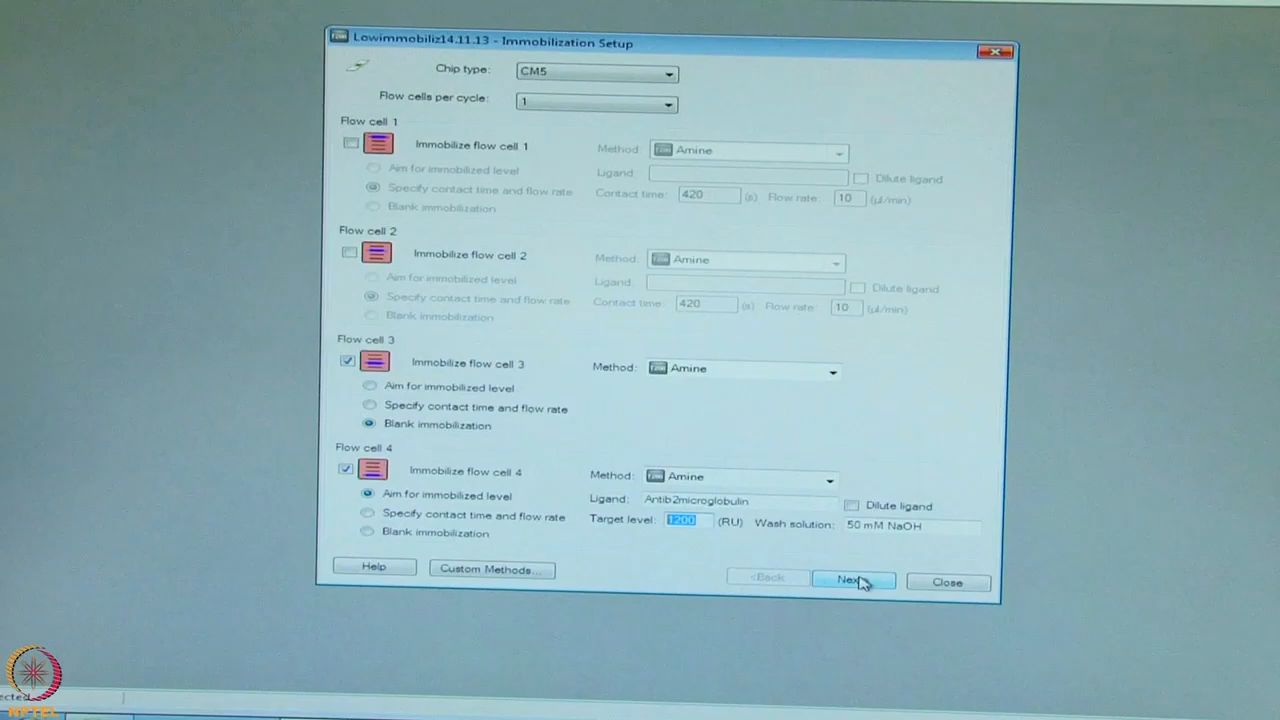 Lowimmobiliz14.11.13 - Immobilization Setup
Chip type: CM5
Flow cells per cycle: 1
Flow cell 1
Immobilize flow cell 1 Method: Amine
Aim for immobilized level Ligand: Dilute ligand
Specify contact time and flow rate Contact time: 420 (s) Flow rate: 10 (µl/min)
Blank immobilization
Flow cell 2
Immobilize flow cell 2 Method: Amine
Aim for immobilized level Ligand: Dilute ligand
Specify contact time and flow rate Contact time: 420 (s) Flow rate: 10 (µl/min)
Blank immobilization
Flow cell 3
Immobilize flow cell 3 Method: Amine
Aim for immobilized level
Specify contact time and flow rate
Blank immobilization
Flow cell 4
Immobilize flow cell 4 Method: Amine
Aim for immobilized level Ligand: Antib2microglobulin Dilute ligand
Specify contact time and flow rate Target level: 1200 (RU) Wash solution: 50 mM NaOH
Blank immobilization
Help Custom Methods... <Back Close
NPTEL